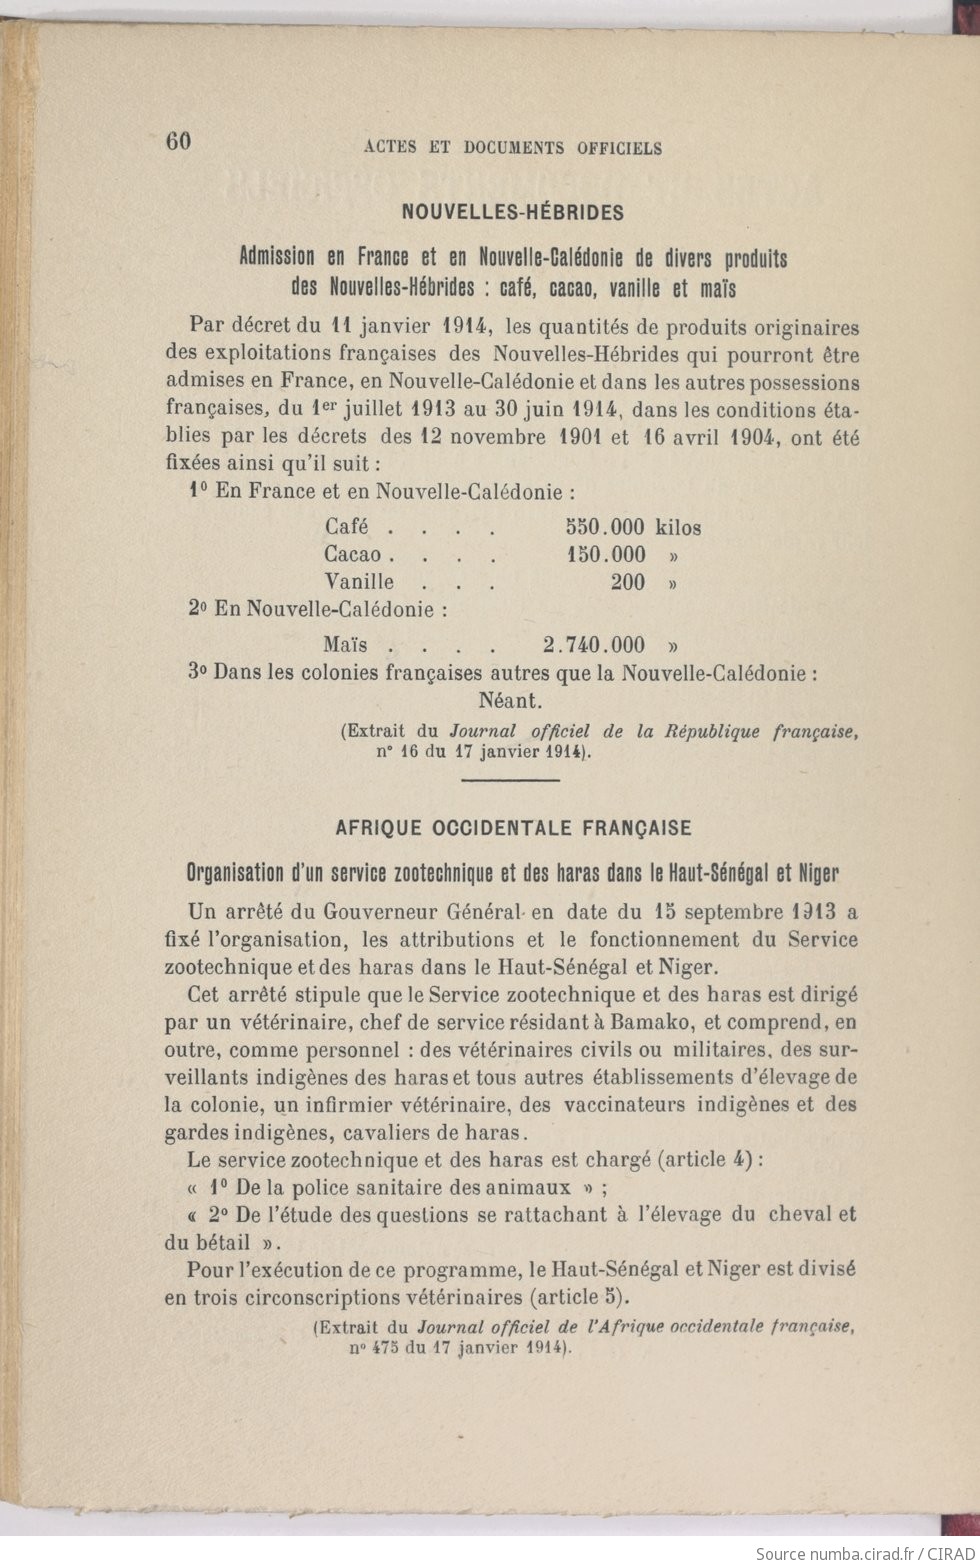 60
ACTES ET DOCUMENTS OFFICIELS
NOUVELLES-HÉBRIDES
Admission en France et en Nouvelle-Calédonie de divers produits
des Nouvelles-Hébrides : café, cacao, vanille et maïs
Par décret du 11 janvier 1914, les quantités de produits originaires
des exploitations françaises des Nouvelles-Hébrides qui pourront être
admises en France, en Nouvelle-Calédonie et dans les autres possessions
françaises, du 1er juillet 1913 au 30 juin 1914, dans les conditions éta-
blies par les décrets des 12 novembre 1901 et 16 avril 1904, ont été
fixées ainsi qu'il suit :
1º En France et en Nouvelle-Calédonie :
Café . . . . 550.000 kilos
Cacao . . . . 150.000 »
Vanille . . . 200 »
2º En Nouvelle-Calédonie :
Maïs . . . . 2.740.000 »
3º Dans les colonies françaises autres que la Nouvelle-Calédonie :
Néant.
(Extrait du Journal officiel de la République française,
n° 16 du 17 janvier 1914).
AFRIQUE OCCIDENTALE FRANÇAISE
Organisation d'un service zootechnique et des haras dans le Haut-Sénégal et Niger
Un arrêté du Gouverneur Général en date du 15 septembre 1913 a
fixé l'organisation, les attributions et le fonctionnement du Service
zootechnique et des haras dans le Haut-Sénégal et Niger.
Cet arrêté stipule que le Service zootechnique et des haras est dirigé
par un vétérinaire, chef de service résidant à Bamako, et comprend, en
outre, comme personnel : des vétérinaires civils ou militaires, des sur-
veillants indigènes des haras et tous autres établissements d'élevage de
la colonie, un infirmier vétérinaire, des vaccinateurs indigènes et des
gardes indigènes, cavaliers de haras.
Le service zootechnique et des haras est chargé (article 4) :
« 1º De la police sanitaire des animaux » ;
« 2º De l'étude des questions se rattachant à l'élevage du cheval et
du bétail ».
Pour l'exécution de ce programme, le Haut-Sénégal et Niger est divisé
en trois circonscriptions vétérinaires (article 5).
(Extrait du Journal officiel de l'Afrique occidentale française,
nº 475 du 17 janvier 1914).
Source numba.cirad.fr / CIRAD